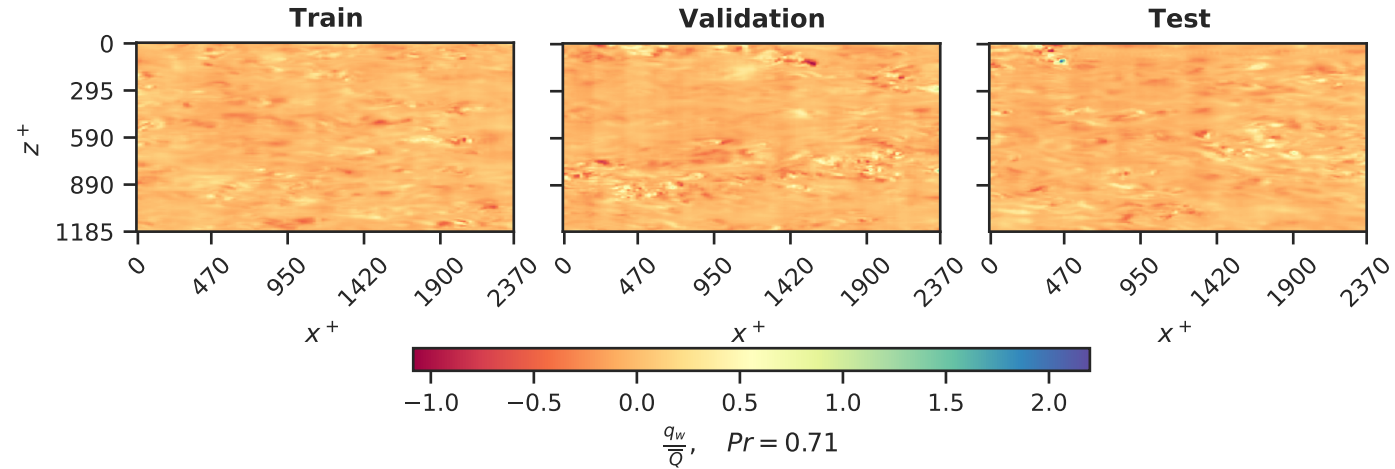 Train Validation Test
z+
0
295
590
890
1185
0 470 950 1420 1900 2370 0 470 950 1420 1900 2370 0 470 950 1420 1900 2370
x+ x+ x+
−1.0 −0.5 0.0 0.5 1.0 1.5 2.0
q_w/Q̅, Pr = 0.71